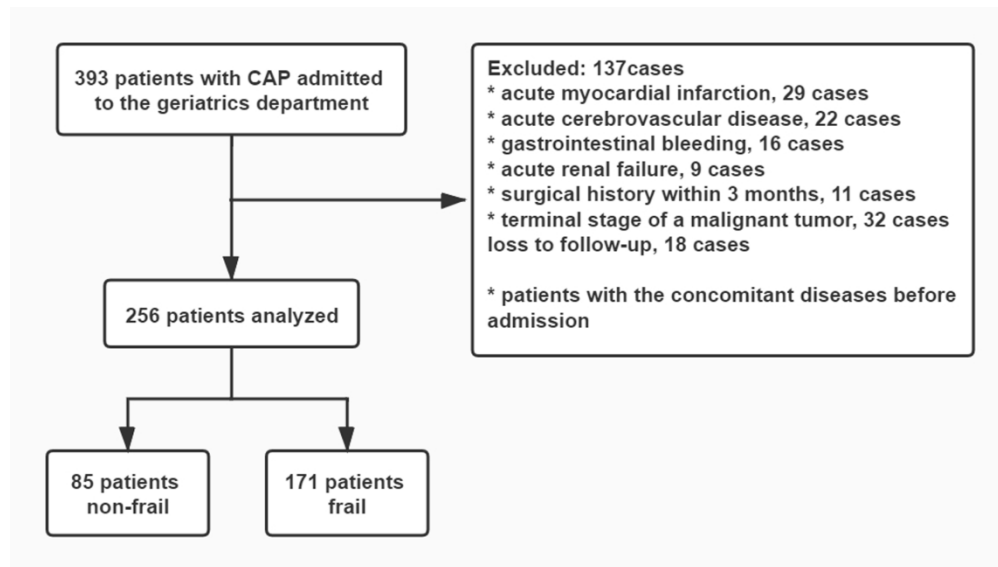 393 patients with CAP admitted
to the geriatrics department
Excluded: 137cases
* acute myocardial infarction, 29 cases
* acute cerebrovascular disease, 22 cases
* gastrointestinal bleeding, 16 cases
* acute renal failure, 9 cases
* surgical history within 3 months, 11 cases
* terminal stage of a malignant tumor, 32 cases
loss to follow-up, 18 cases
* patients with the concomitant diseases before
admission
256 patients analyzed
85 patients
non-frail
171 patients
frail